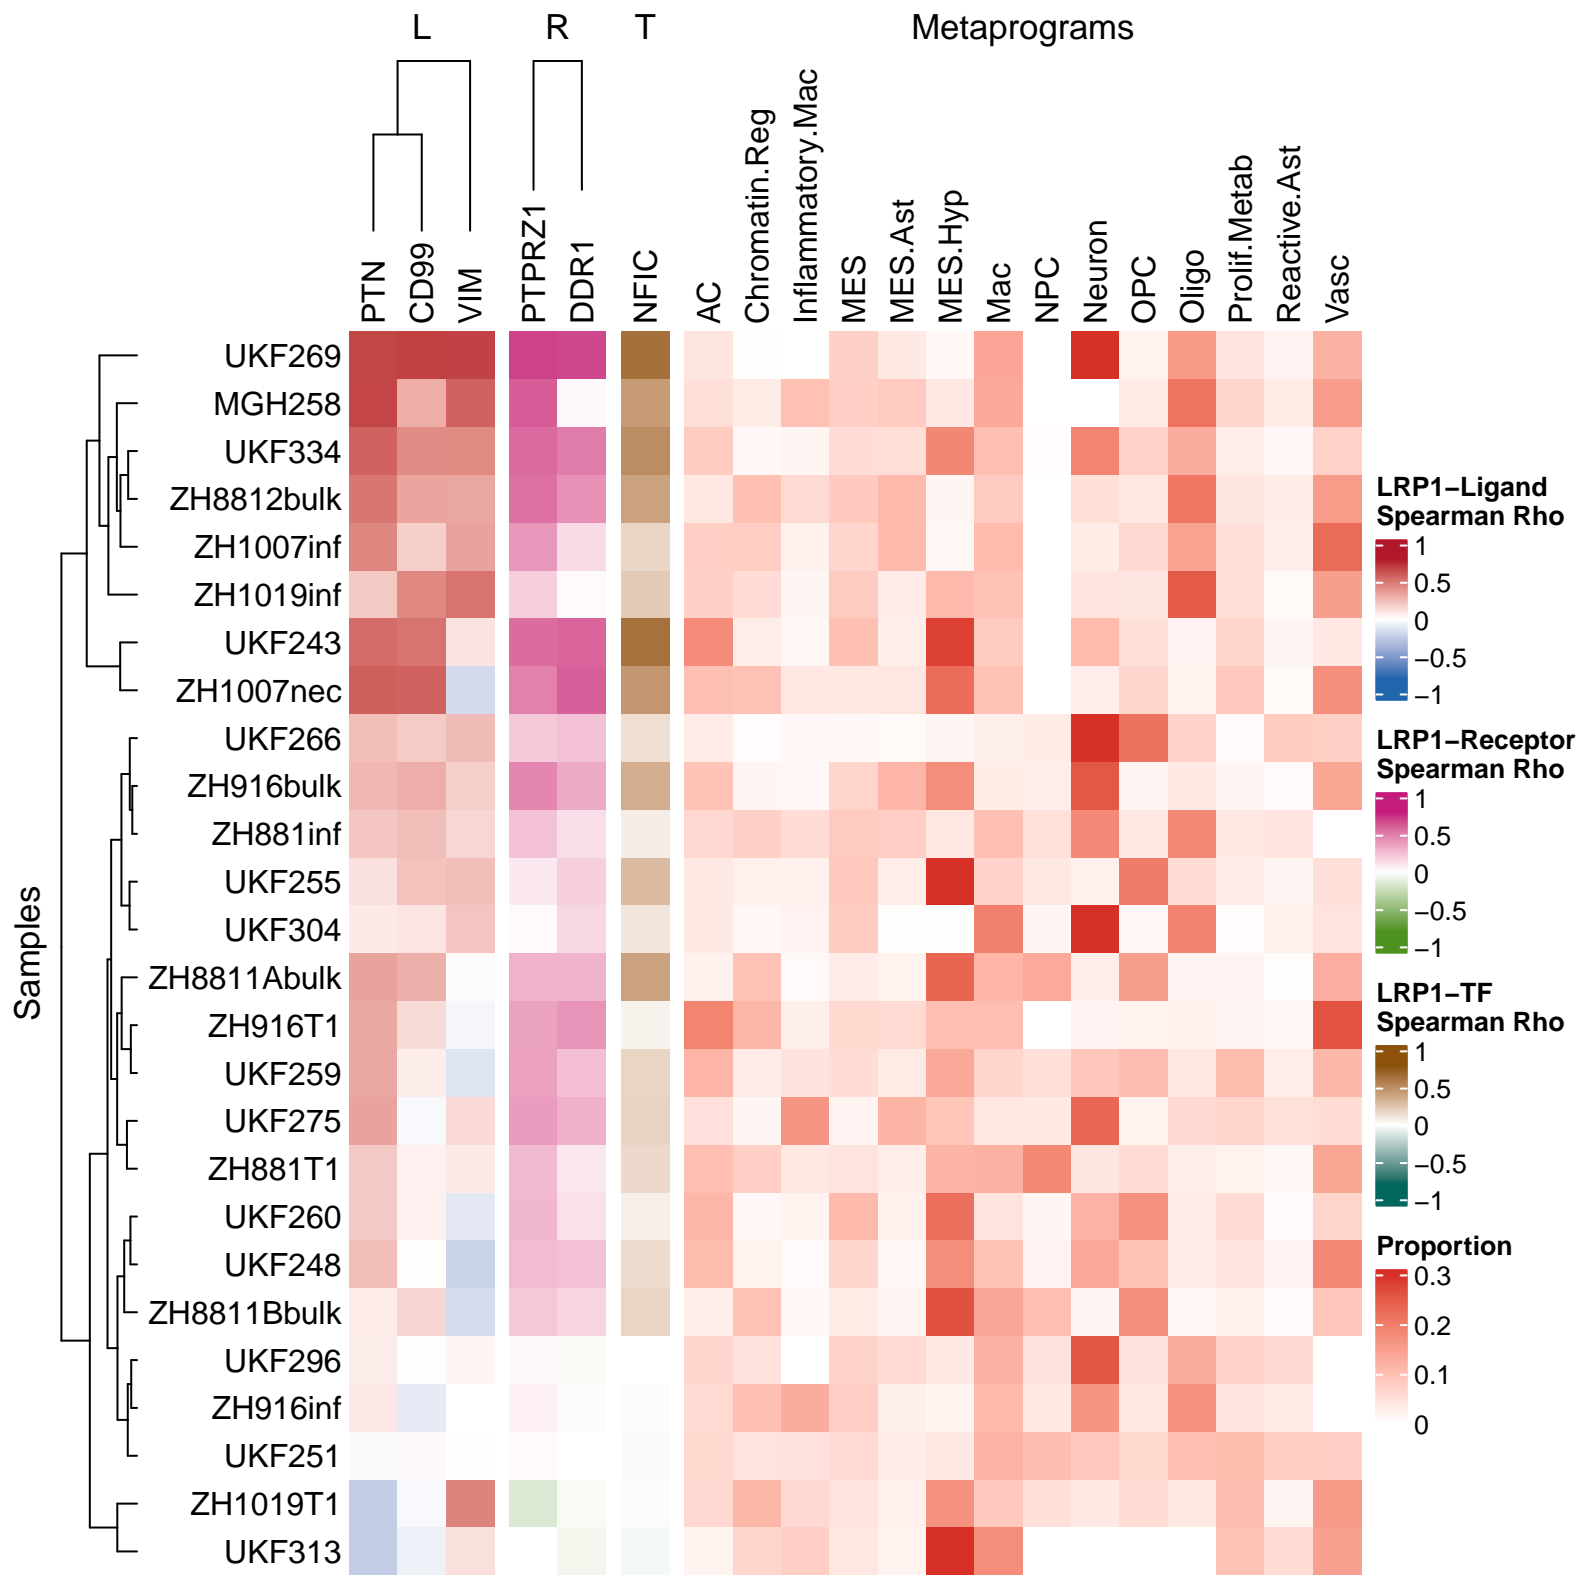 L R T Metaprograms
PTN CD99 VIM PTPRZ1 DDR1 NFIC AC Chromatin.Reg Inflammatory.Mac MES MES.Ast MES.Hyp Mac NPC Neuron OPC Oligo Prolif.Metab Reactive.Ast Vasc
Samples
UKF269
MGH258
UKF334
ZH8812bulk
ZH1007inf
ZH1019inf
UKF243
ZH1007nec
UKF266
ZH916bulk
ZH881inf
UKF255
UKF304
ZH8811Abulk
ZH916T1
UKF259
UKF275
ZH881T1
UKF260
UKF248
ZH8811Bbulk
UKF296
ZH916inf
UKF251
ZH1019T1
UKF313
LRP1−Ligand
Spearman Rho
1
0.5
0
−0.5
−1
LRP1−Receptor
Spearman Rho
1
0.5
0
−0.5
−1
LRP1−TF
Spearman Rho
1
0.5
0
−0.5
−1
Proportion
0.3
0.2
0.1
0